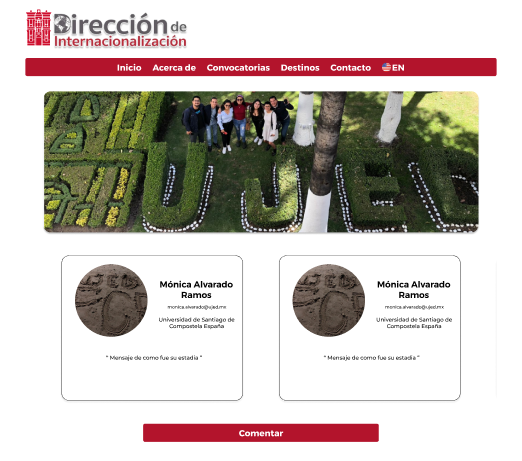 Dirección de
Internacionalización
Inicio Acerca de Convocatorias Destinos Contacto EN
UJED
Mónica Alvarado
Ramos
monica.alvarado@ujed.mx
Universidad de Santiago de
Compostela España
“ Mensaje de como fue su estadia ”
Mónica Alvarado
Ramos
monica.alvarado@ujed.mx
Universidad de Santiago de
Compostela España
“ Mensaje de como fue su estadia ”
Comentar